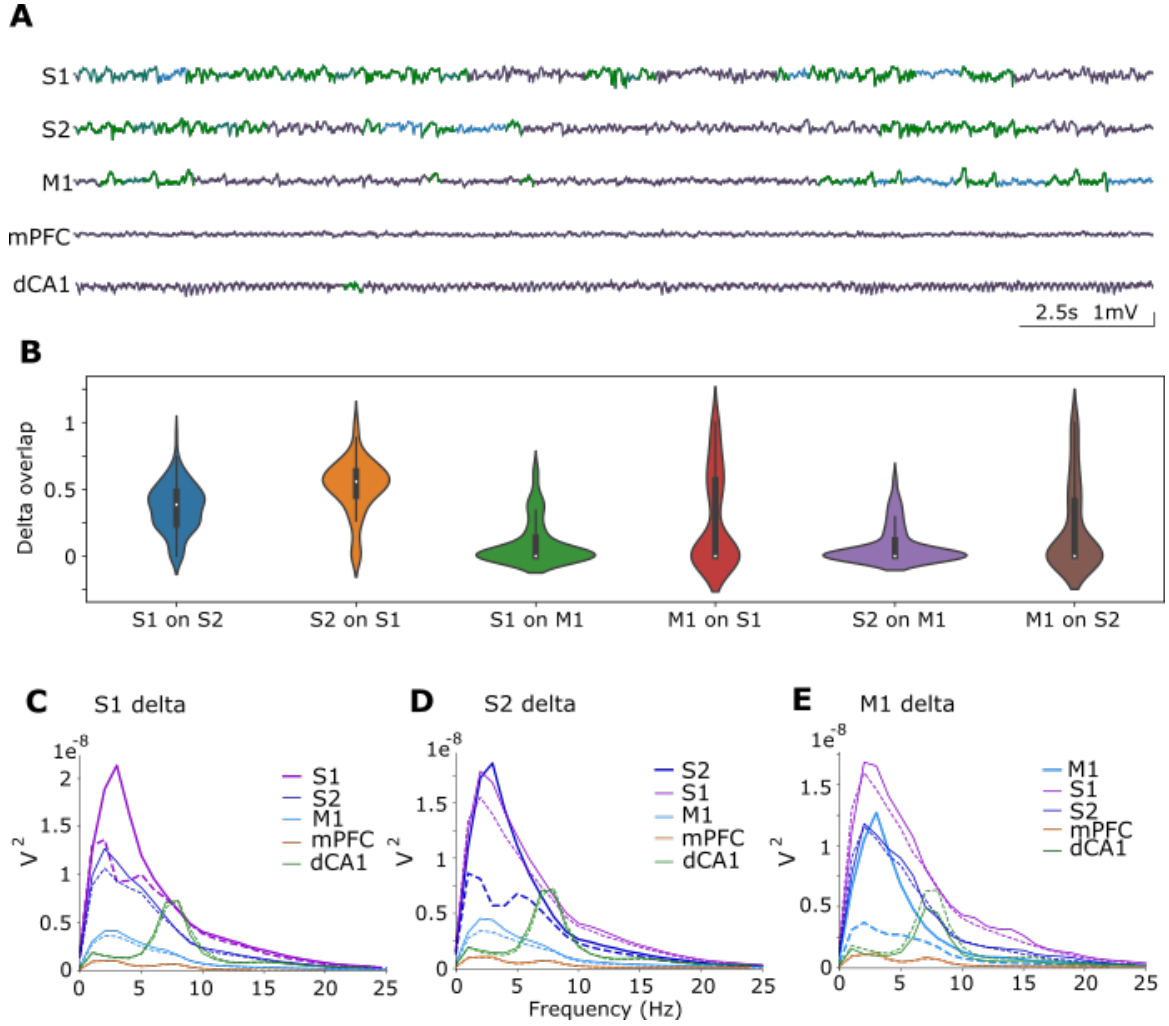 A
S1
S2
M1
mPFC
dCA1
2.5s 1mV
B
Delta overlap
1
0.5
0
S1 on S2
S2 on S1
S1 on M1
M1 on S1
S2 on M1
M1 on S2
C S1 delta
1e-8
V²
2
1.5
1
0.5
0
S1
S2
M1
mPFC
dCA1
0 5 10 15 20 25
D S2 delta
1e-8
V²
1.5
1
0.5
0
S2
S1
M1
mPFC
dCA1
0 5 10 15 20 25
Frequency (Hz)
E M1 delta
1e-8
V²
1.5
1
0.5
0
M1
S1
S2
mPFC
dCA1
0 5 10 15 20 25